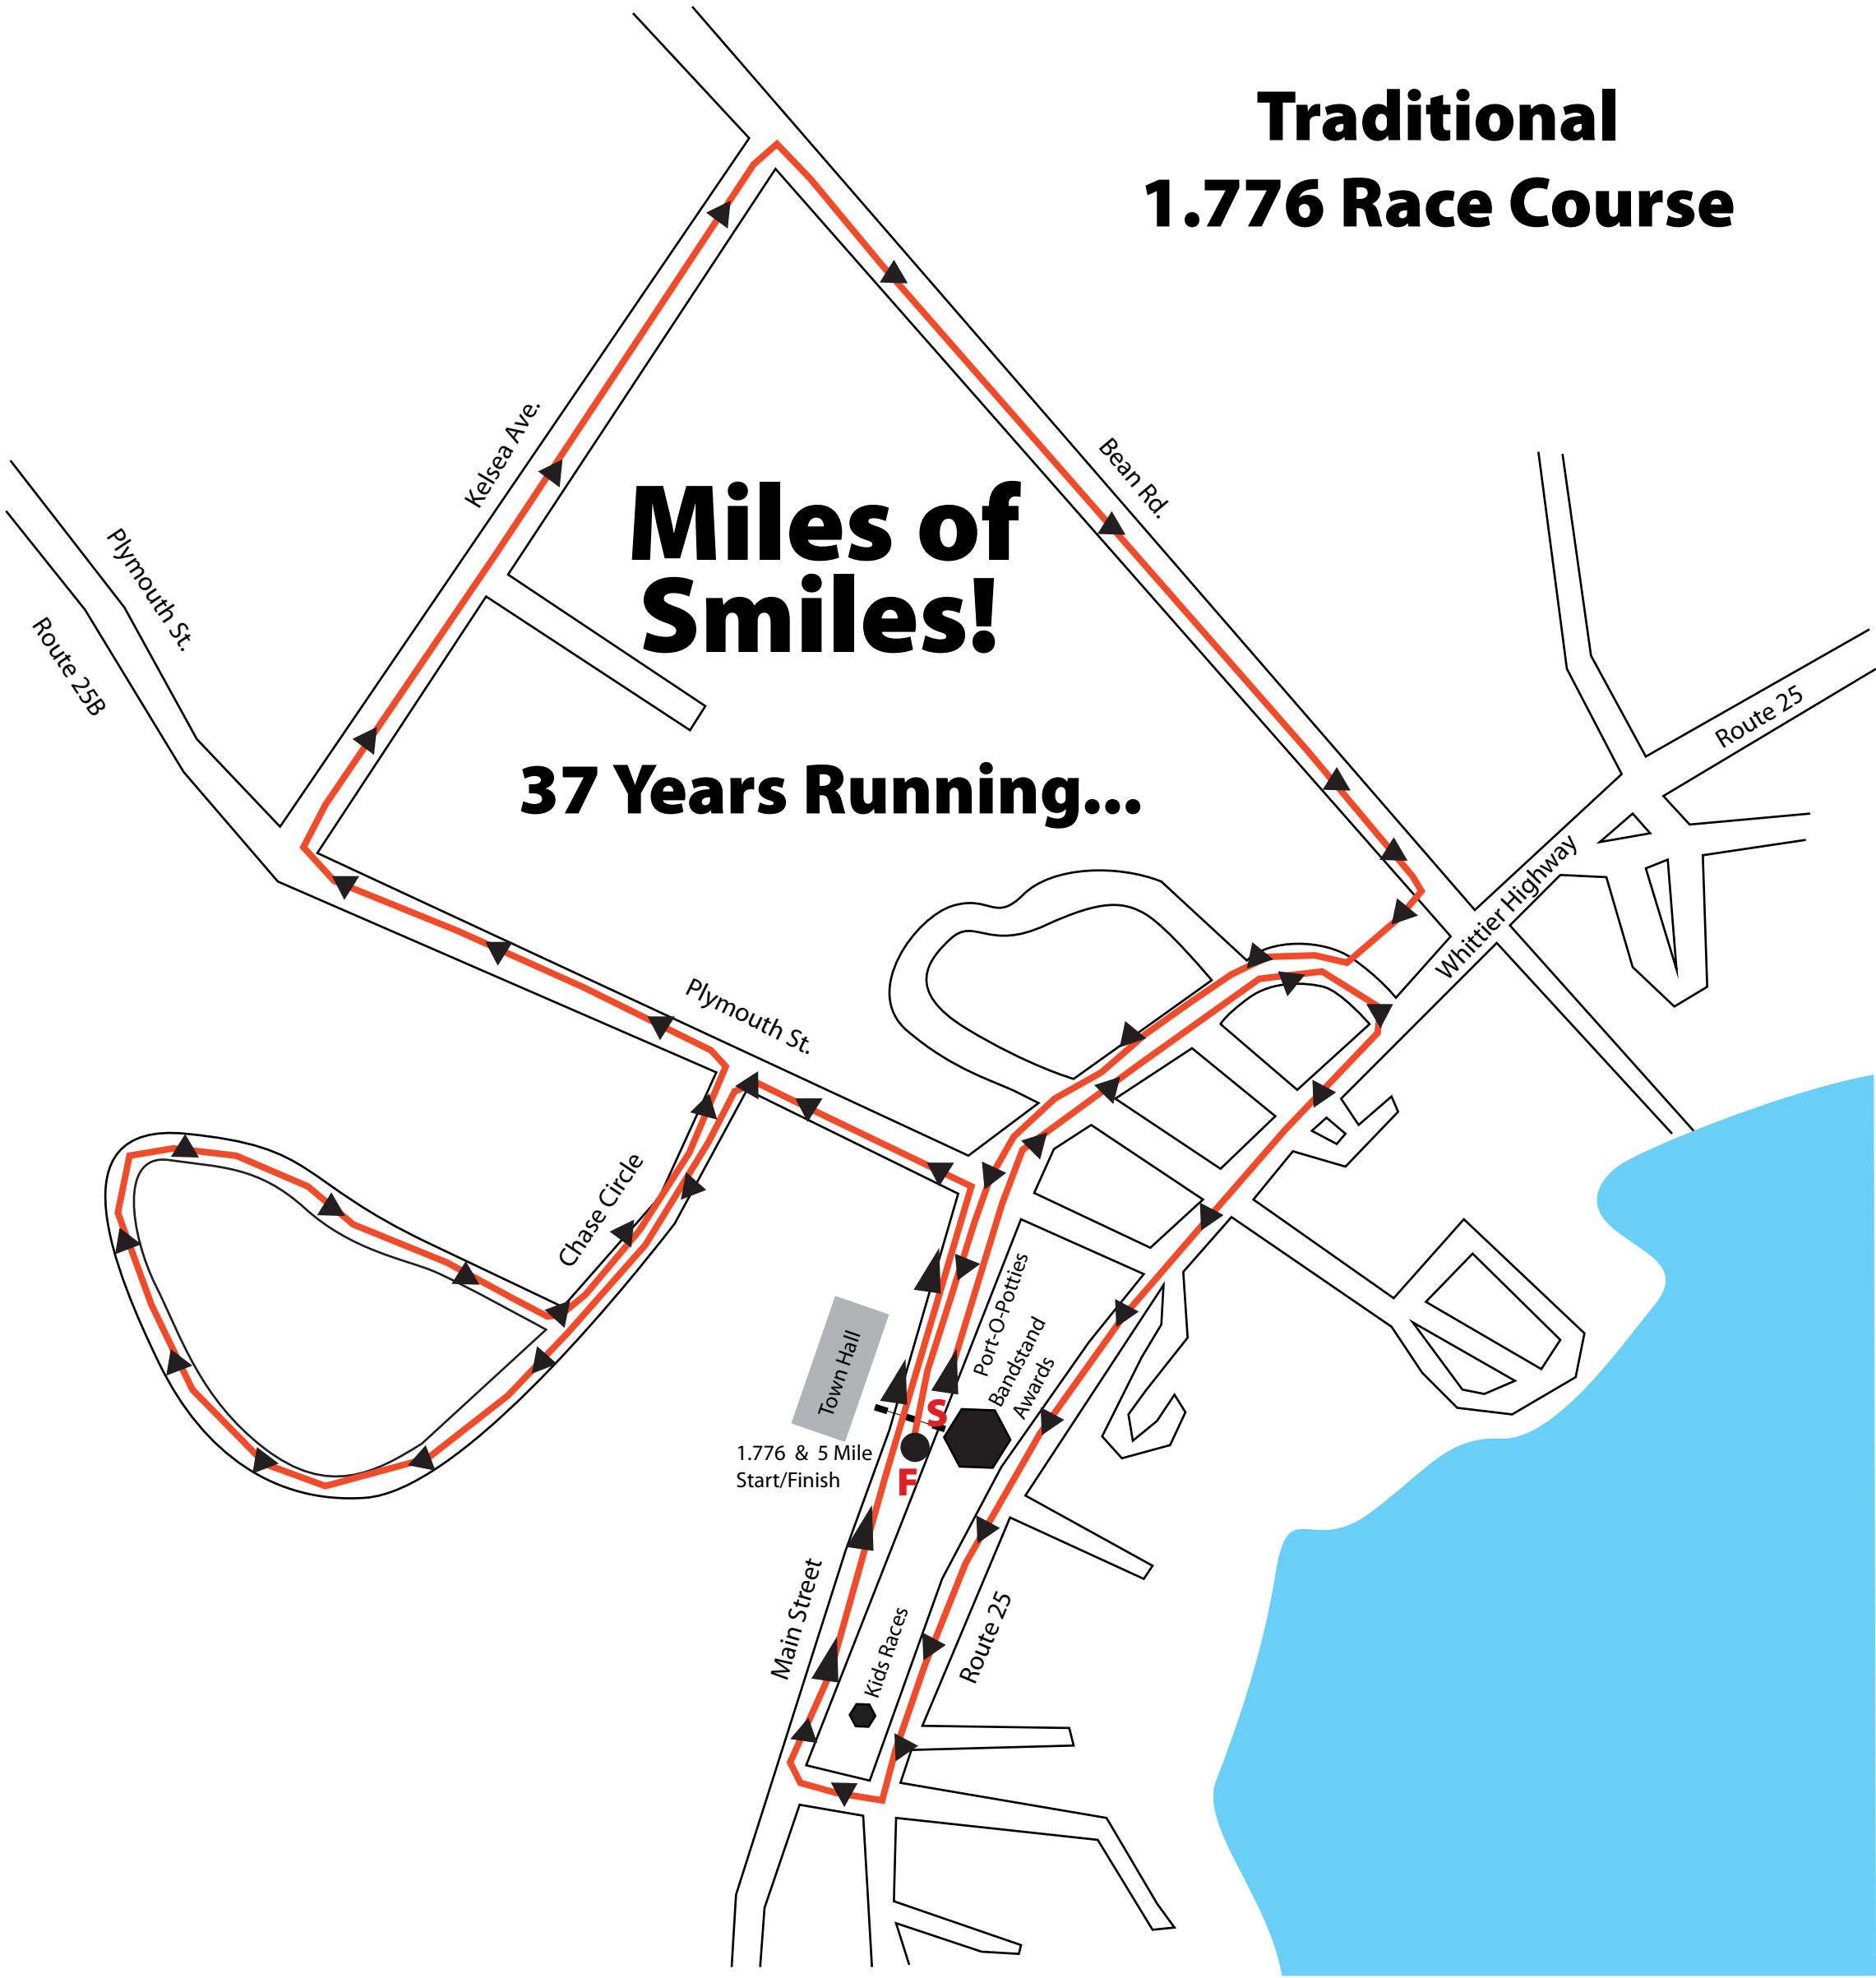 Traditional
1.776 Race Course
Kelsea Ave.
Bean Rd.
Miles of
Smiles!
Plymouth St.
Route 25B
Route 25
37 Years Running...
Whittier Highway
Plymouth St.
Chase Circle
Port-O-Potties
Bandstand
Awards
Town Hall
S
1.776 & 5 Mile
Start/Finish
F
Main Street
Kids Races
Route 25